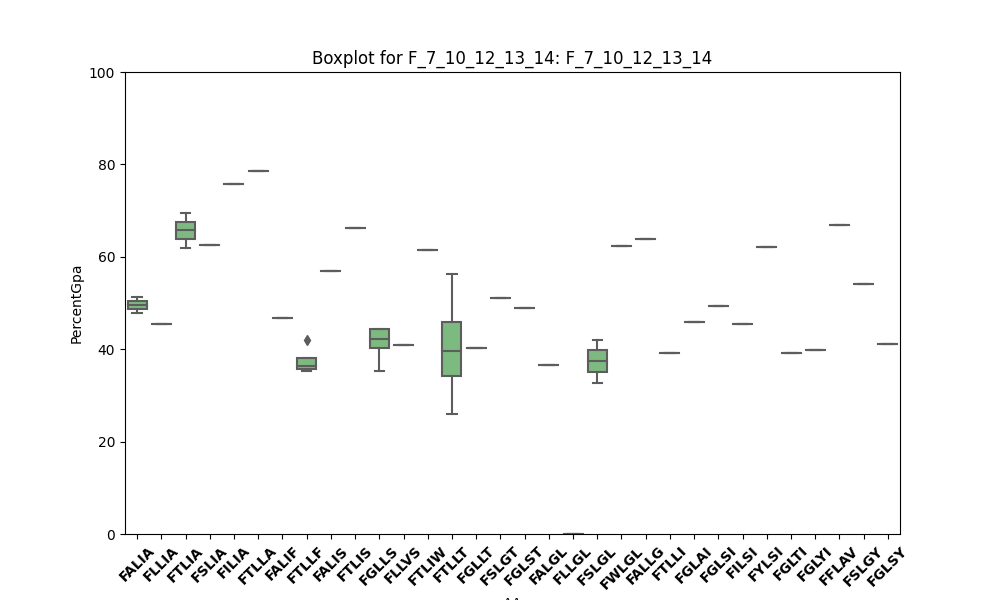 Boxplot for F_7_10_12_13_14: F_7_10_12_13_14
100
80
60
40
20
0
PercentGpa
FALIA
FLLIA
FTLIA
FSLIA
FILIA
FTLLA
FALIF
FTLLF
FALIS
FTLIS
FGLLS
FLLVS
FTLIW
FTLLT
FGLLT
FSLGT
FGLST
FALGL
FLLGL
FSLGL
FWLGL
FALLG
FTLLI
FGLAI
FGLSI
FILSI
FYLSI
FGLTI
FGLYI
FFLAV
FSLGY
FGLSY